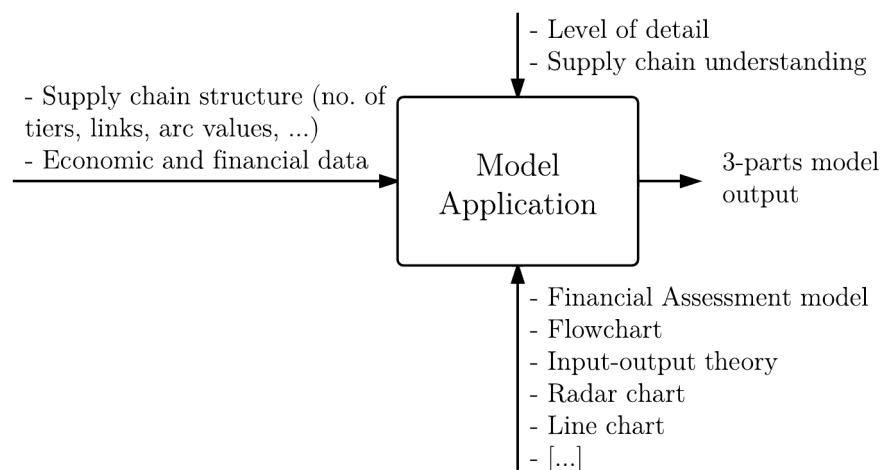 - Level of detail
- Supply chain understanding
- Supply chain structure (no. of
tiers, links, arc values, ...)
- Economic and financial data
Model
Application
3-parts model
output
- Financial Assessment model
- Flowchart
- Input-output theory
- Radar chart
- Line chart
- [...]